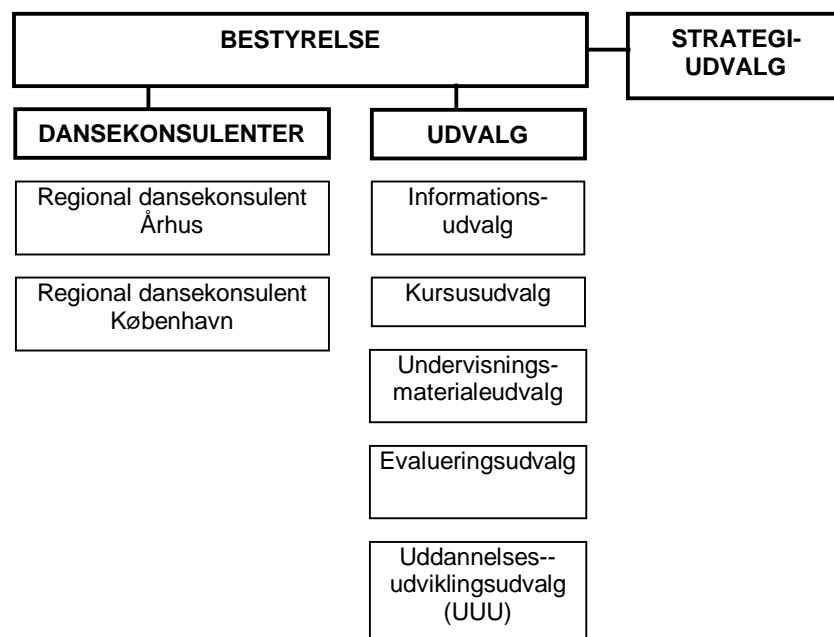 BESTYRELSE
STRATEGI-
UDVALG
DANSEKONSULENTER
UDVALG
Regional dansekonsulent
Århus
Regional dansekonsulent
København
Informations-
udvalg
Kursusudvalg
Undervisnings-
materialeudvalg
Evalueringsudvalg
Uddannelses--
udviklingsudvalg
(UUU)